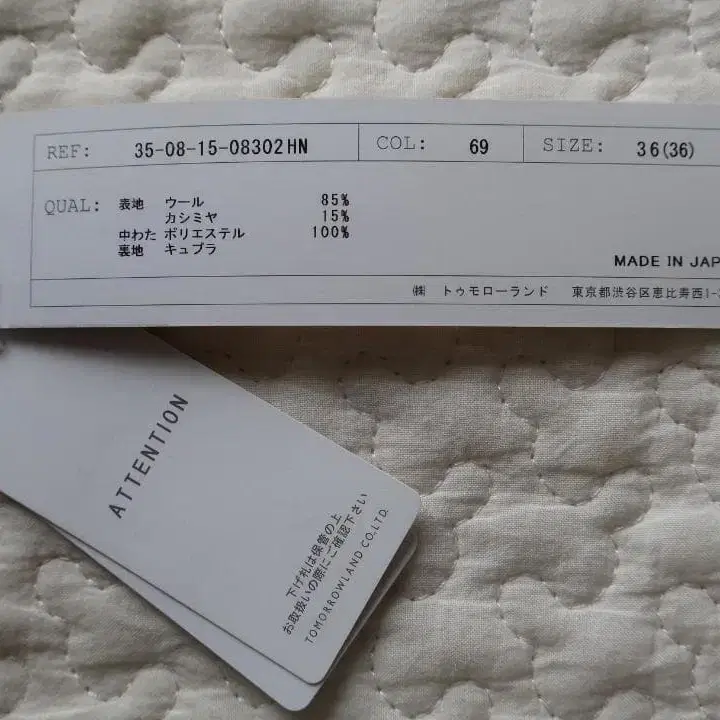 REF: 35-08-15-08302HN COL: 69 SIZE: 36(36)
QUAL: 表地 ウール 85%
カシミヤ 15%
中わた ポリエステル 100%
裏地 キュプラ
MADE IN JAP
㈱ トゥモローランド 東京都渋谷区恵比寿西1-
ATTENTION
下げ札は保管の上
お取扱いの際にご確認下さい
TOMORROWLAND CO.,LTD.